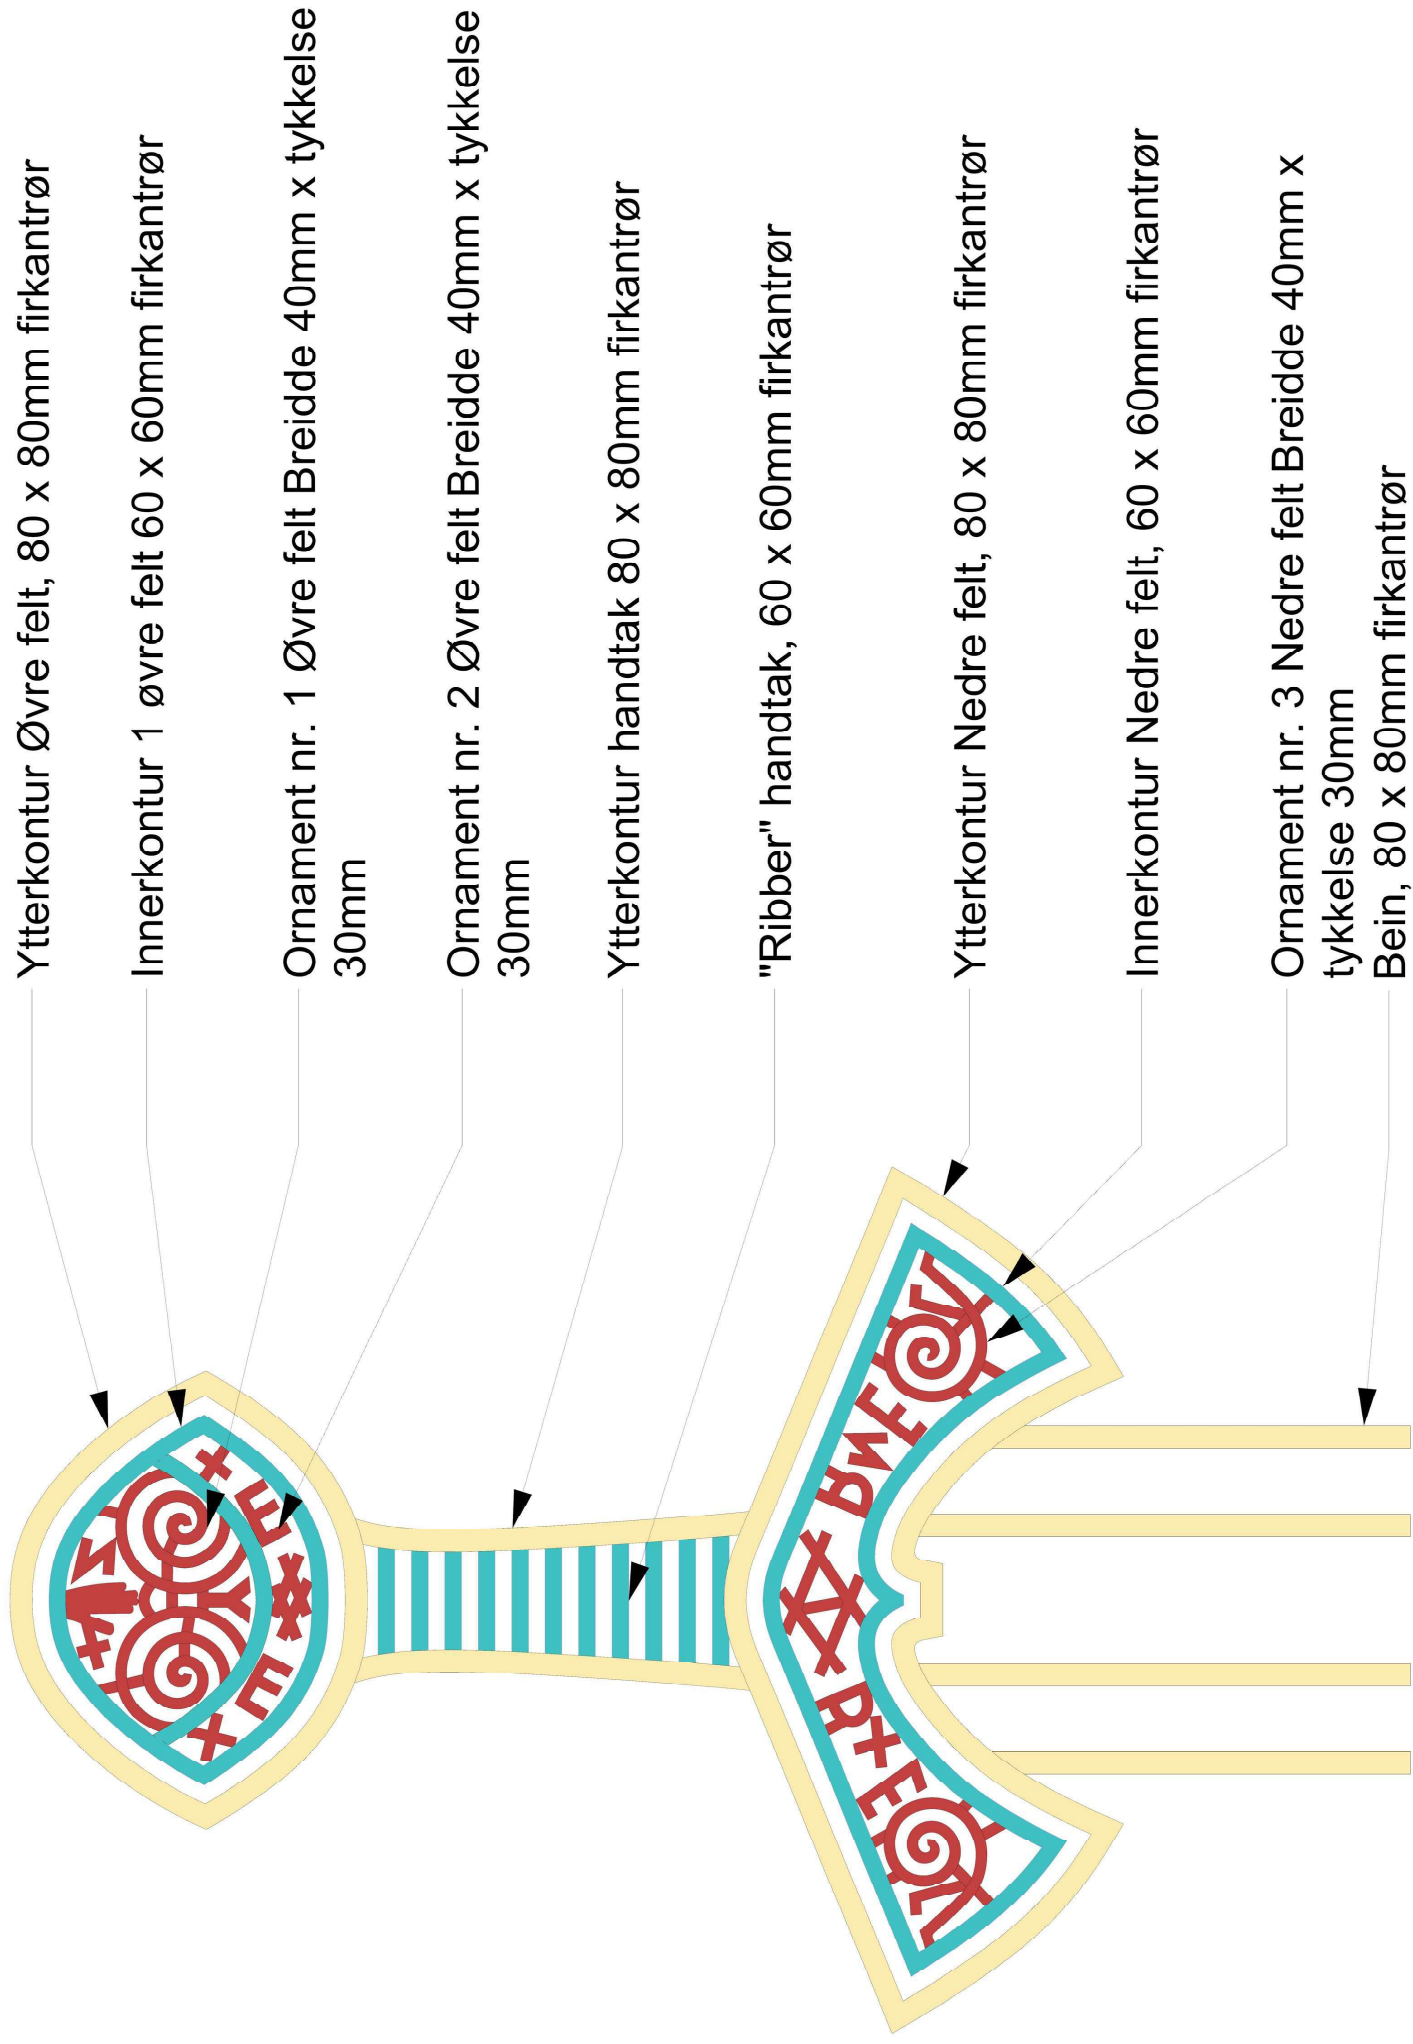 Ytterkontur Øvre felt, 80 x 80mm firkantrør
Innerkontur 1 øvre felt 60 x 60mm firkantrør
Ornament nr. 1 Øvre felt Breidde 40mm x tykkelse
30mm
Ornament nr. 2 Øvre felt Breidde 40mm x tykkelse
30mm
Ytterkontur handtak 80 x 80mm firkantrør
"Ribber" handtak, 60 x 60mm firkantrør
Ytterkontur Nedre felt, 80 x 80mm firkantrør
Innerkontur Nedre felt, 60 x 60mm firkantrør
Ornament nr. 3 Nedre felt Breidde 40mm x
tykkelse 30mm
Bein, 80 x 80mm firkantrør